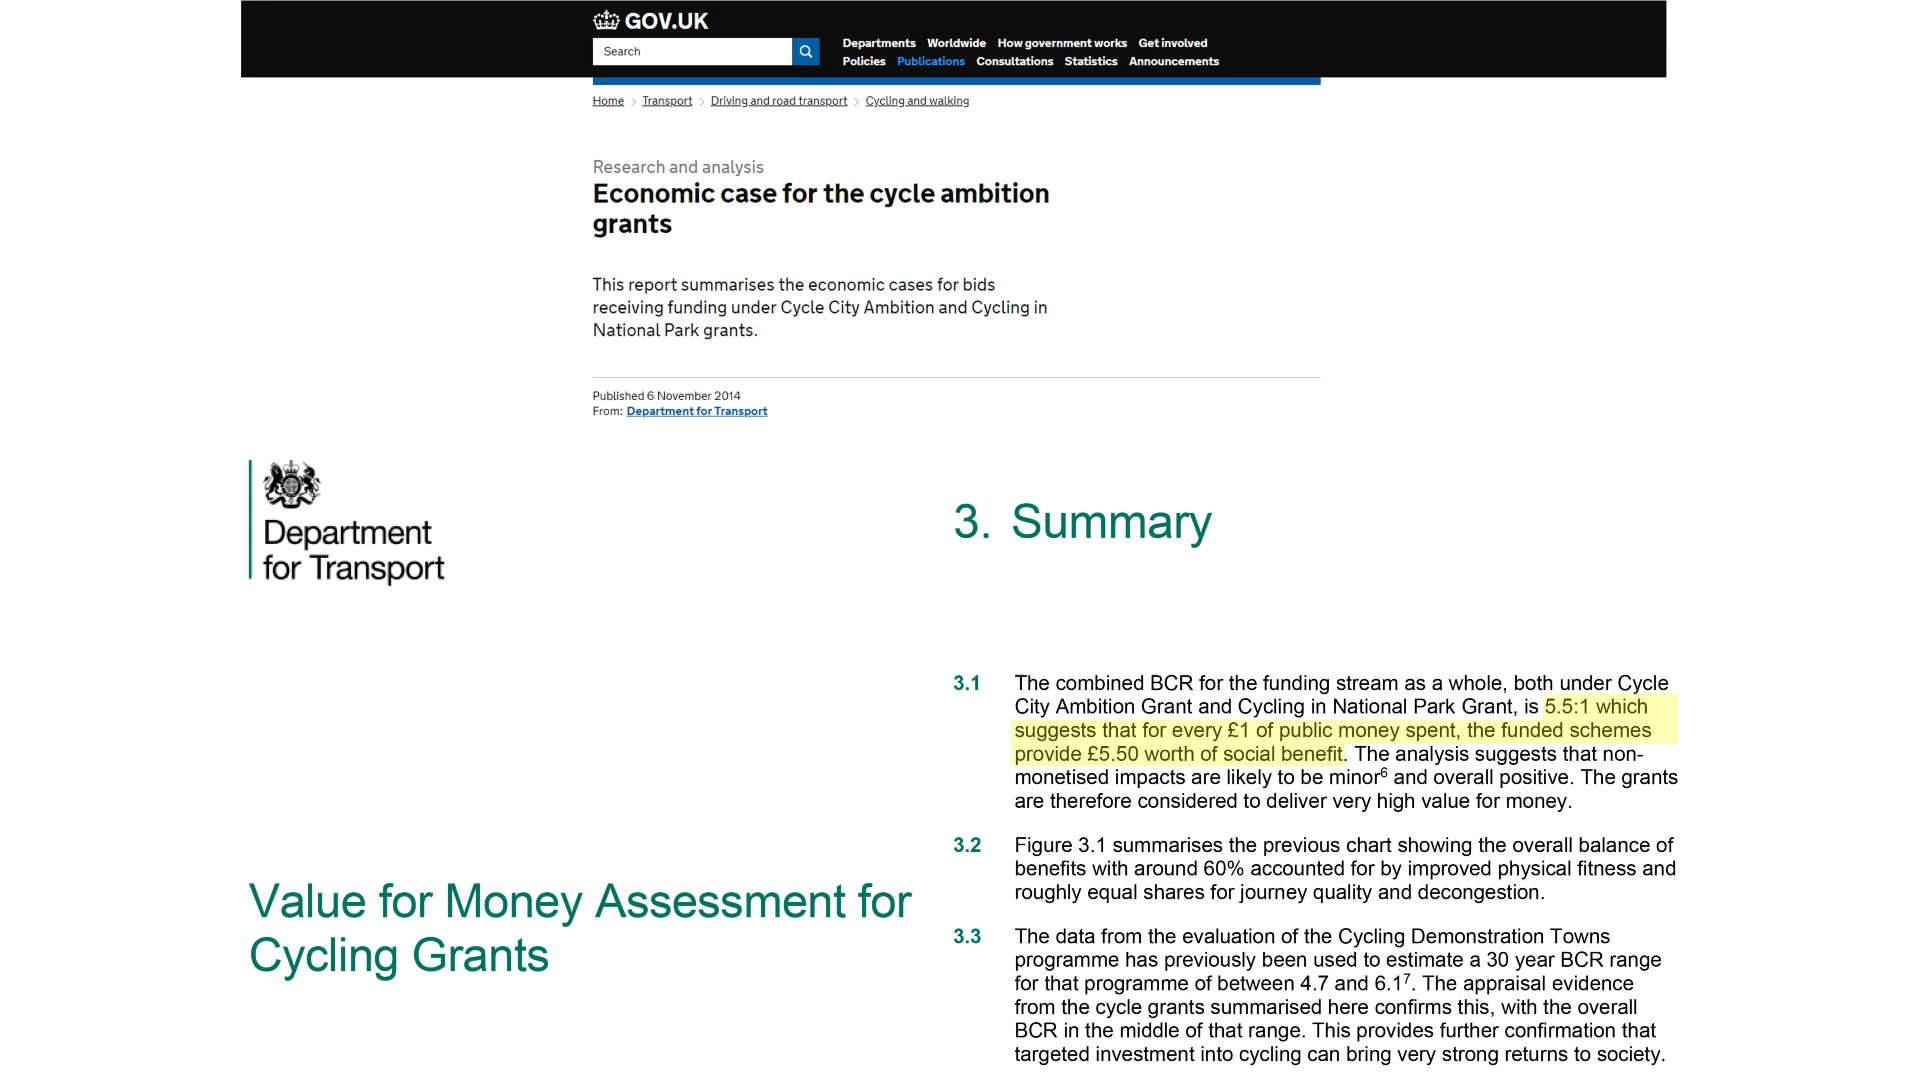 GOV.UK
Search
Departments Worldwide How government works Get involved
Policies Publications Consultations Statistics Announcements
Home Transport Driving and road transport Cycling and walking
Research and analysis
Economic case for the cycle ambition
grants
This report summarises the economic cases for bids
receiving funding under Cycle City Ambition and Cycling in
National Park grants.
Published 6 November 2014
From: Department for Transport
Department
for Transport
Value for Money Assessment for
Cycling Grants
3. Summary
3.1 The combined BCR for the funding stream as a whole, both under Cycle
City Ambition Grant and Cycling in National Park Grant, is 5.5:1 which
suggests that for every £1 of public money spent, the funded schemes
provide £5.50 worth of social benefit. The analysis suggests that non-
monetised impacts are likely to be minor⁶ and overall positive. The grants
are therefore considered to deliver very high value for money.
3.2 Figure 3.1 summarises the previous chart showing the overall balance of
benefits with around 60% accounted for by improved physical fitness and
roughly equal shares for journey quality and decongestion.
3.3 The data from the evaluation of the Cycling Demonstration Towns
programme has previously been used to estimate a 30 year BCR range
for that programme of between 4.7 and 6.1⁷. The appraisal evidence
from the cycle grants summarised here confirms this, with the overall
BCR in the middle of that range. This provides further confirmation that
targeted investment into cycling can bring very strong returns to society.